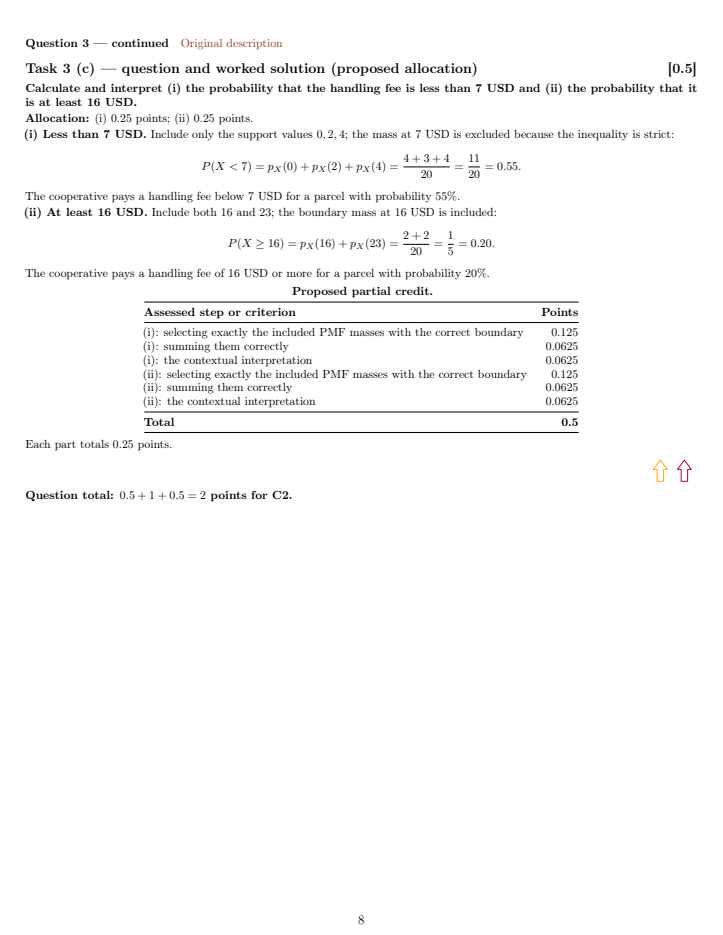 Question 3 — continued Original description
Task 3 (c) — question and worked solution (proposed allocation) [0.5]
Calculate and interpret (i) the probability that the handling fee is less than 7 USD and (ii) the probability that it
is at least 16 USD.
Allocation: (i) 0.25 points; (ii) 0.25 points.
(i) Less than 7 USD. Include only the support values 0, 2, 4; the mass at 7 USD is excluded because the inequality is strict:
P(X < 7) = p_X(0) + p_X(2) + p_X(4) = (4 + 3 + 4)/20 = 11/20 = 0.55.
The cooperative pays a handling fee below 7 USD for a parcel with probability 55%.
(ii) At least 16 USD. Include both 16 and 23; the boundary mass at 16 USD is included:
P(X ≥ 16) = p_X(16) + p_X(23) = (2 + 2)/20 = 1/5 = 0.20.
The cooperative pays a handling fee of 16 USD or more for a parcel with probability 20%.
Proposed partial credit.
Assessed step or criterion Points
(i): selecting exactly the included PMF masses with the correct boundary 0.125
(i): summing them correctly 0.0625
(i): the contextual interpretation 0.0625
(ii): selecting exactly the included PMF masses with the correct boundary 0.125
(ii): summing them correctly 0.0625
(ii): the contextual interpretation 0.0625
Total 0.5
Each part totals 0.25 points.
Question total: 0.5 + 1 + 0.5 = 2 points for C2.
8